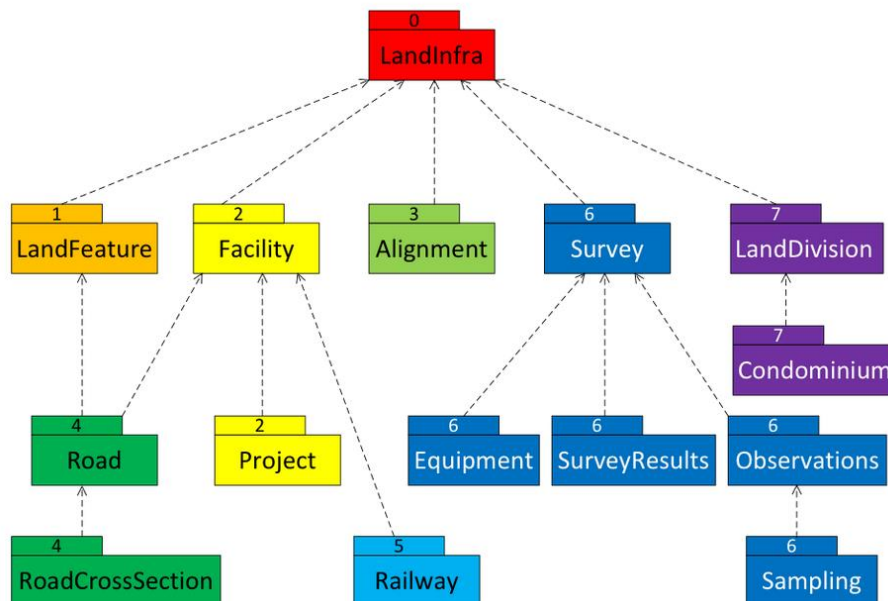 0
LandInfra
1
LandFeature
2
Facility
3
Alignment
6
Survey
7
LandDivision
7
Condominium
4
Road
2
Project
6
Equipment
6
SurveyResults
6
Observations
4
RoadCrossSection
5
Railway
6
Sampling